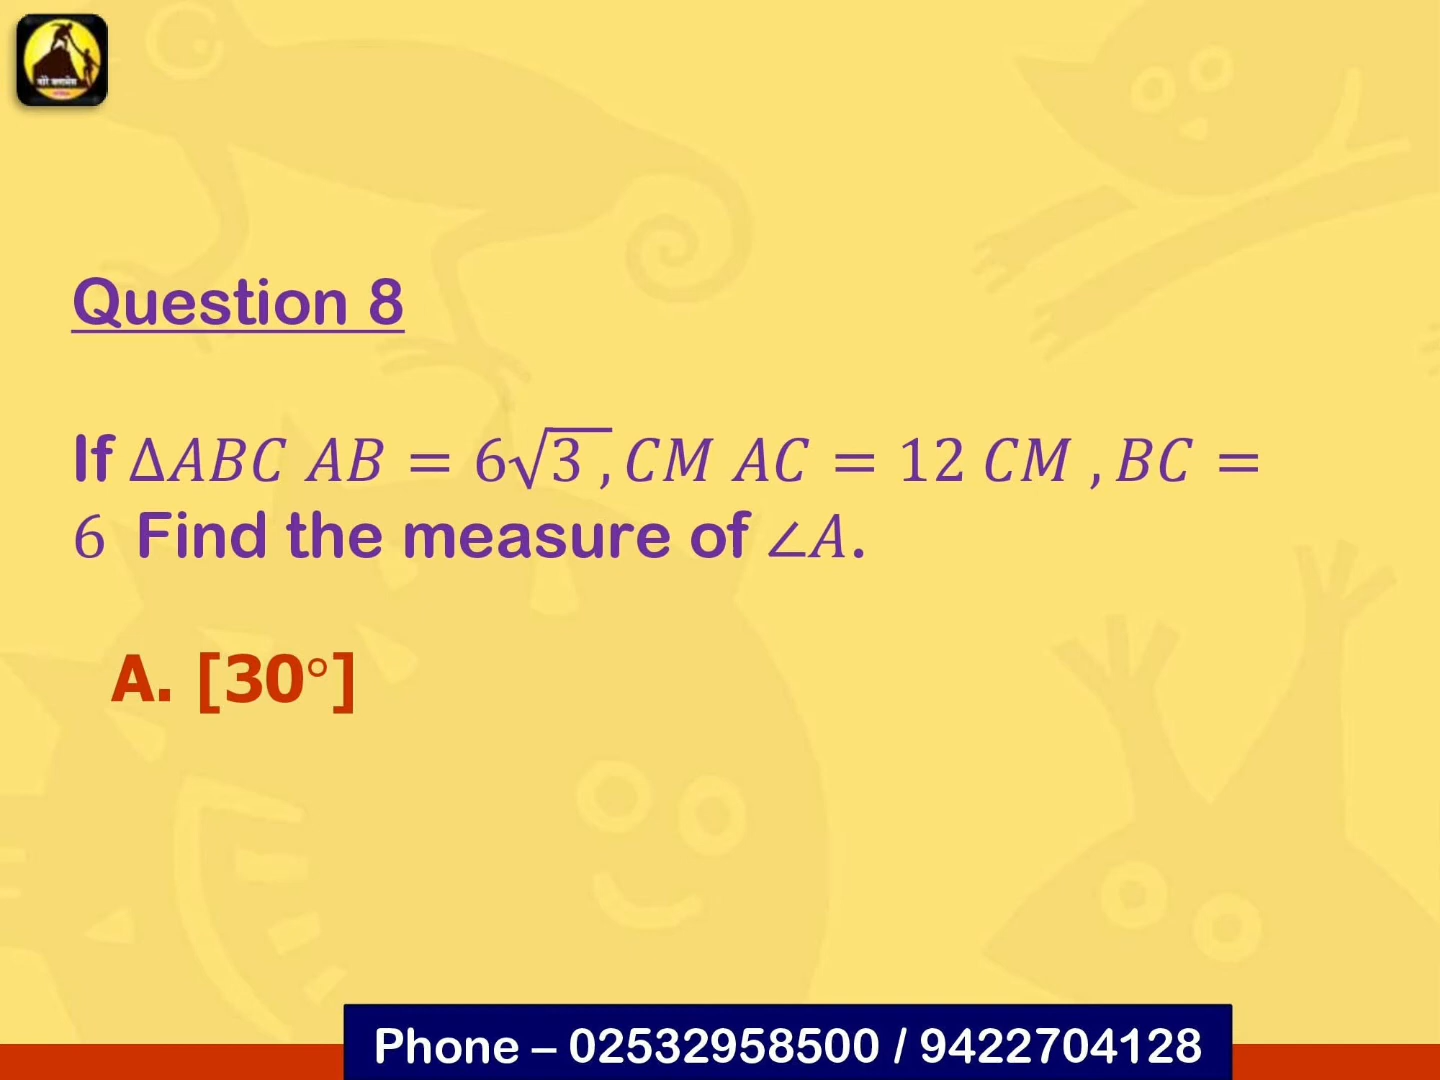 Question 8
If ΔABC AB = 6√3 , CM AC = 12 CM , BC =
6 Find the measure of ∠A.
A. [30°]
Phone – 02532958500 / 9422704128